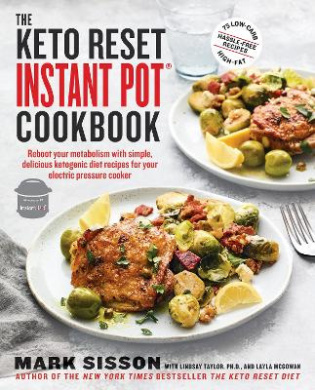 THE
KETO RESET
INSTANT POT®
COOKBOOK
75 LOW-CARB
HASSLE-FREE
RECIPES
HIGH-FAT
Reboot your metabolism with simple,
delicious ketogenic diet recipes for your
electric pressure cooker
MARK SISSON
WITH LINDSAY TAYLOR, PH.D., AND LAYLA MCGOWAN
AUTHOR OF THE NEW YORK TIMES BESTSELLER THE KETO RESET DIET